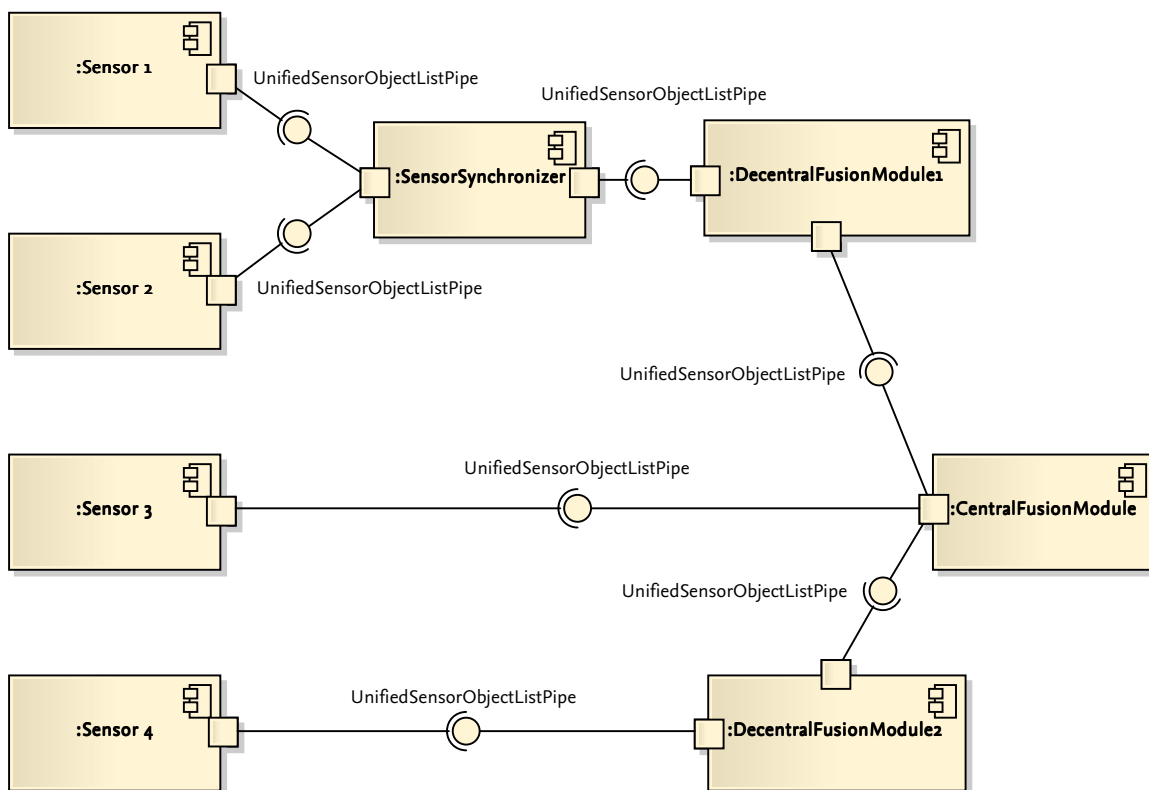 :Sensor 1
UnifiedSensorObjectListPipe
UnifiedSensorObjectListPipe
:SensorSynchronizer
:DecentralFusionModule1
:Sensor 2
UnifiedSensorObjectListPipe
UnifiedSensorObjectListPipe
UnifiedSensorObjectListPipe
:Sensor 3
:CentralFusionModule
UnifiedSensorObjectListPipe
UnifiedSensorObjectListPipe
:Sensor 4
:DecentralFusionModule2